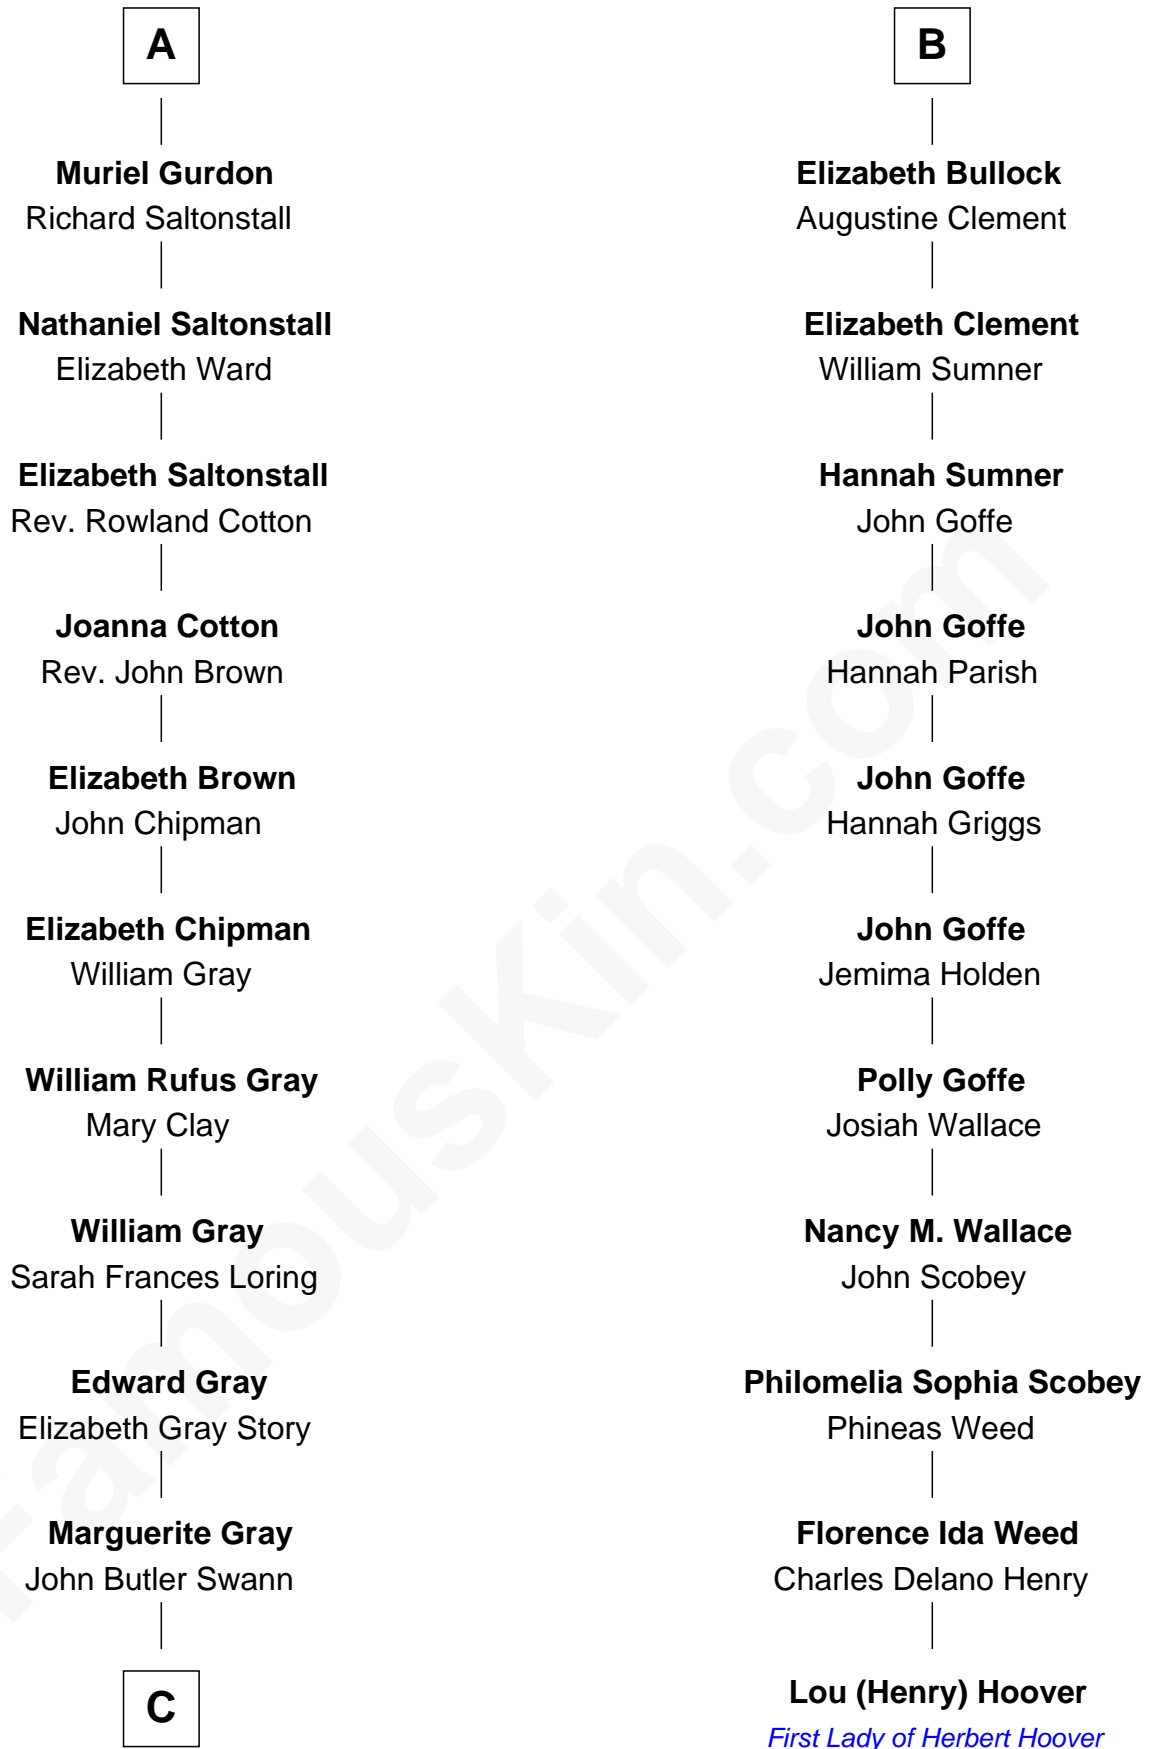 A
Muriel Gurdon
Richard Saltonstall
Nathaniel Saltonstall
Elizabeth Ward
Elizabeth Saltonstall
Rev. Rowland Cotton
Joanna Cotton
Rev. John Brown
Elizabeth Brown
John Chipman
Elizabeth Chipman
William Gray
William Rufus Gray
Mary Clay
William Gray
Sarah Frances Loring
Edward Gray
Elizabeth Gray Story
Marguerite Gray
John Butler Swann
C
B
Elizabeth Bullock
Augustine Clement
Elizabeth Clement
William Sumner
Hannah Sumner
John Goffe
John Goffe
Hannah Parish
John Goffe
Hannah Griggs
John Goffe
Jemima Holden
Polly Goffe
Josiah Wallace
Nancy M. Wallace
John Scobey
Philomelia Sophia Scobey
Phineas Weed
Florence Ida Weed
Charles Delano Henry
Lou (Henry) Hoover
First Lady of Herbert Hoover
FamousKin.com